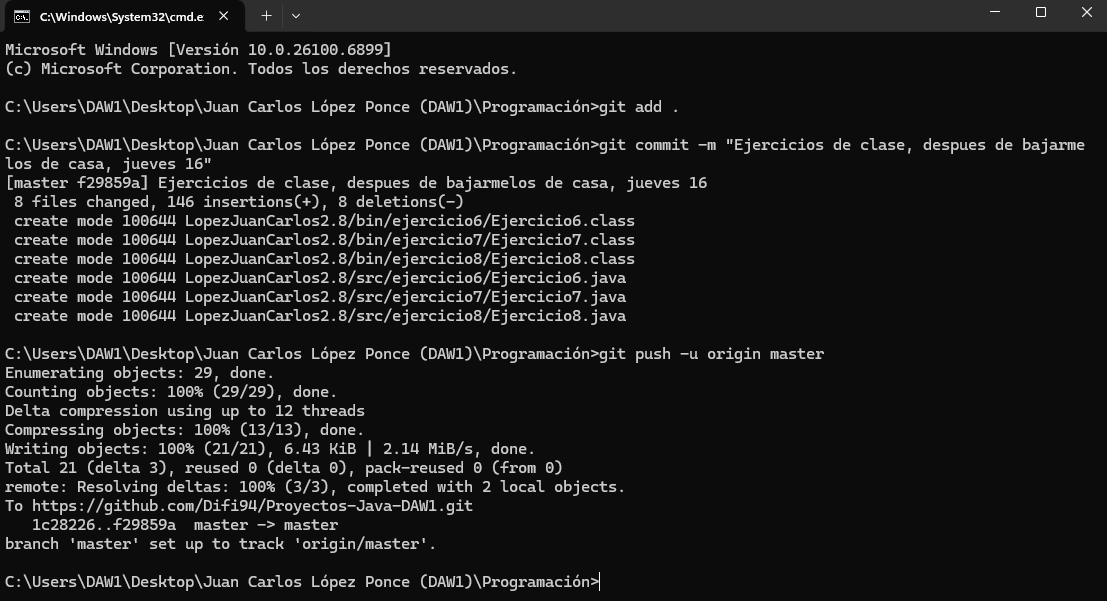 C:\Windows\System32\cmd.e
Microsoft Windows [Versión 10.0.26100.6899]
(c) Microsoft Corporation. Todos los derechos reservados.
C:\Users\DAW1\Desktop\Juan Carlos López Ponce (DAW1)\Programación>git add .
C:\Users\DAW1\Desktop\Juan Carlos López Ponce (DAW1)\Programación>git commit -m "Ejercicios de clase, despues de bajarme
los de casa, jueves 16"
[master f29859a] Ejercicios de clase, despues de bajarmelos de casa, jueves 16
 8 files changed, 146 insertions(+), 8 deletions(-)
 create mode 100644 LopezJuanCarlos2.8/bin/ejercicio6/Ejercicio6.class
 create mode 100644 LopezJuanCarlos2.8/bin/ejercicio7/Ejercicio7.class
 create mode 100644 LopezJuanCarlos2.8/bin/ejercicio8/Ejercicio8.class
 create mode 100644 LopezJuanCarlos2.8/src/ejercicio6/Ejercicio6.java
 create mode 100644 LopezJuanCarlos2.8/src/ejercicio7/Ejercicio7.java
 create mode 100644 LopezJuanCarlos2.8/src/ejercicio8/Ejercicio8.java
C:\Users\DAW1\Desktop\Juan Carlos López Ponce (DAW1)\Programación>git push -u origin master
Enumerating objects: 29, done.
Counting objects: 100% (29/29), done.
Delta compression using up to 12 threads
Compressing objects: 100% (13/13), done.
Writing objects: 100% (21/21), 6.43 KiB | 2.14 MiB/s, done.
Total 21 (delta 3), reused 0 (delta 0), pack-reused 0 (from 0)
remote: Resolving deltas: 100% (3/3), completed with 2 local objects.
To https://github.com/Difi94/Proyectos-Java-DAW1.git
   1c28226..f29859a  master -> master
branch 'master' set up to track 'origin/master'.
C:\Users\DAW1\Desktop\Juan Carlos López Ponce (DAW1)\Programación>